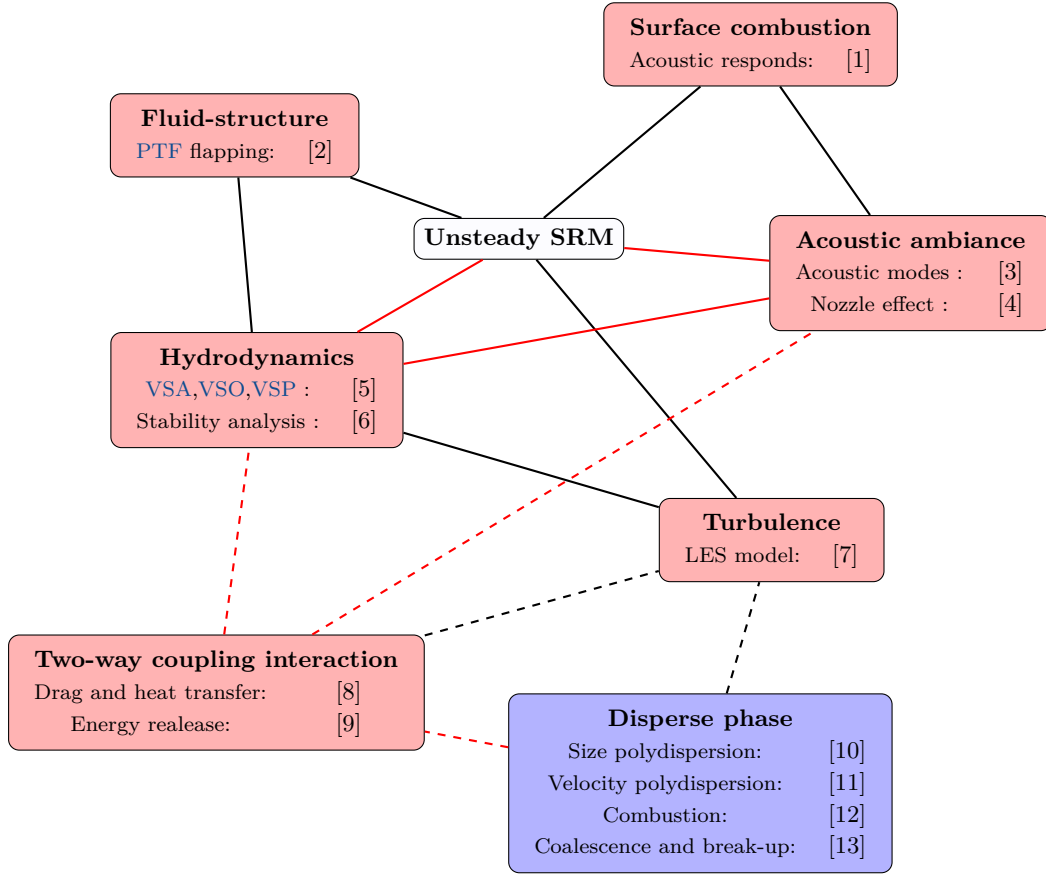 Surface combustion
Acoustic responds: [1]
Fluid-structure
PTF flapping: [2]
Unsteady SRM
Acoustic ambiance
Acoustic modes : [3]
Nozzle effect : [4]
Hydrodynamics
VSA,VSO,VSP : [5]
Stability analysis : [6]
Turbulence
LES model: [7]
Two-way coupling interaction
Drag and heat transfer: [8]
Energy realease: [9]
Disperse phase
Size polydispersion: [10]
Velocity polydispersion: [11]
Combustion: [12]
Coalescence and break-up: [13]